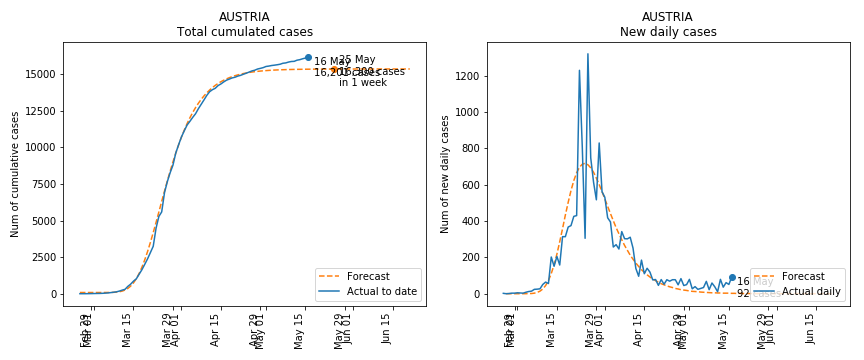 AUSTRIA
Total cumulated cases
Num of cumulative cases
15000
12500
10000
7500
5000
2500
0
16 May
16,201 cases
25 May
cases
in 1 week
Forecast
Actual to date
Feb 29
Mar 01
Mar 15
Mar 29
Apr 01
Apr 15
Apr 29
May 01
May 15
May 29
Jun 01
Jun 15
AUSTRIA
New daily cases
Num of new daily cases
1200
1000
800
600
400
200
0
16 May
92 cases
Forecast
Actual daily
Feb 29
Mar 01
Mar 15
Mar 29
Apr 01
Apr 15
Apr 29
May 01
May 15
May 29
Jun 01
Jun 15